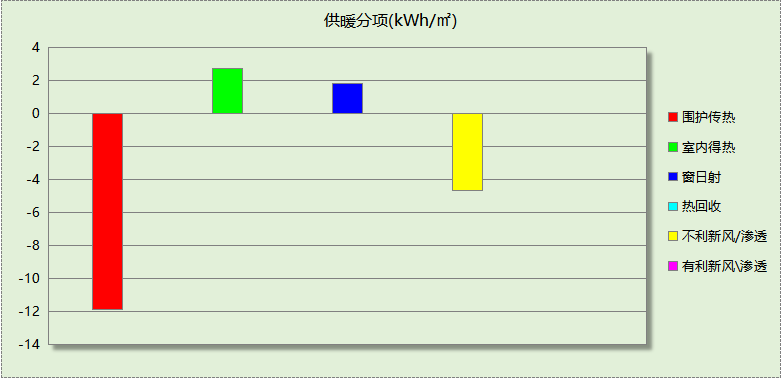 供暖分项(kWh/㎡)
4
2
0
-2
-4
-6
-8
-10
-12
-14
围护传热
室内得热
窗日射
热回收
不利新风/渗透
有利新风\渗透